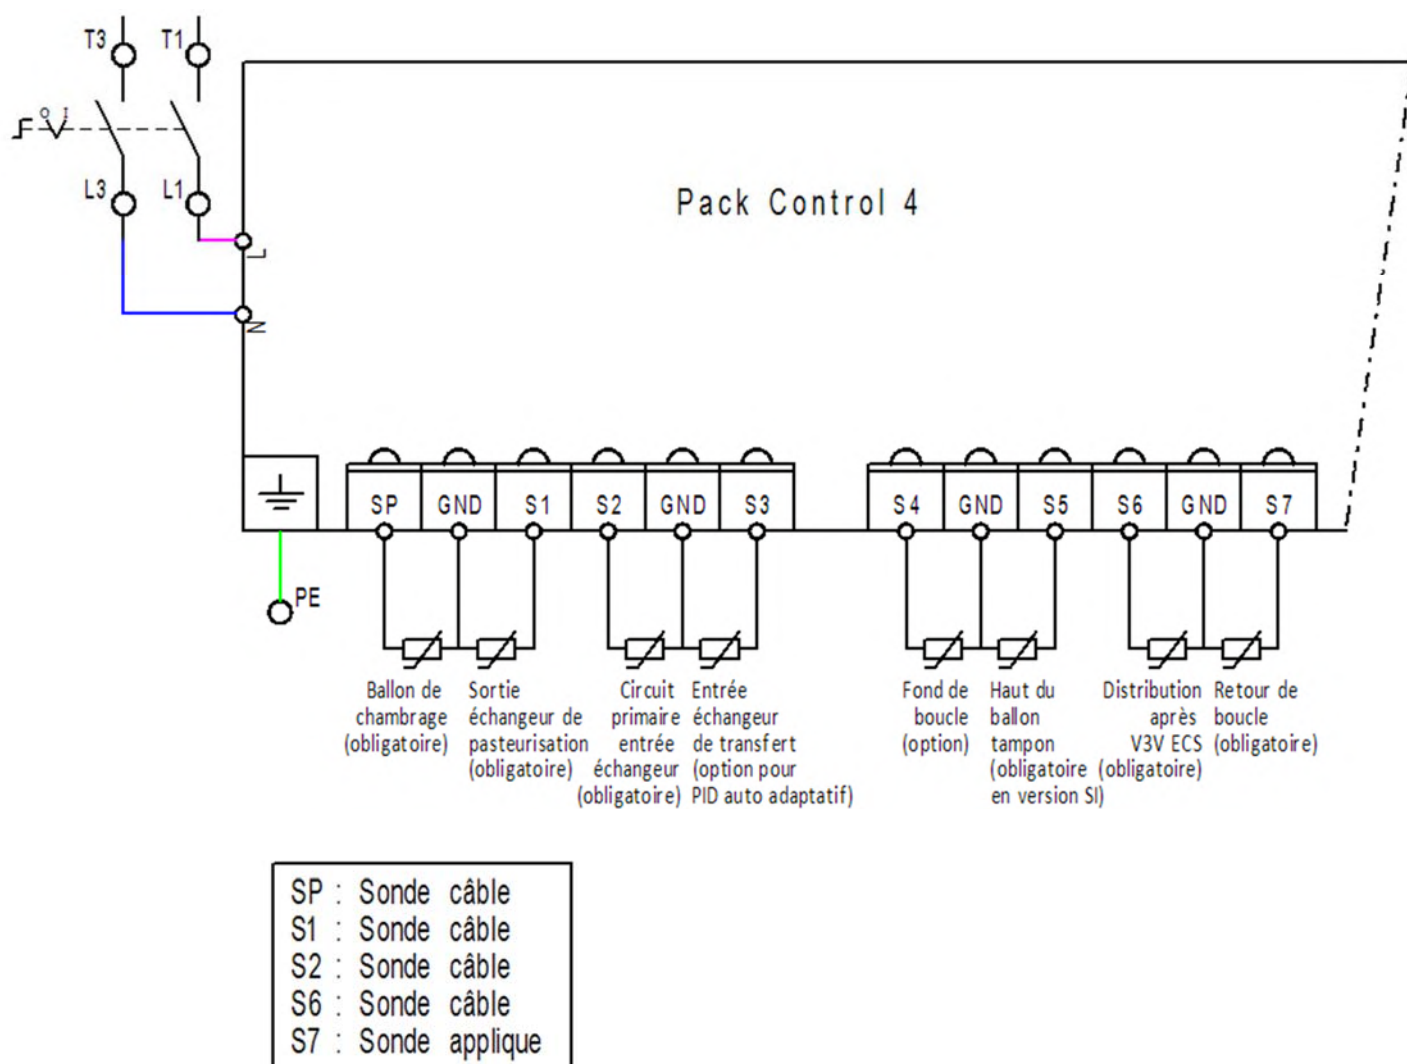 T3
T1
O I
L3
L1
L
N
Pack Control 4
SP
GND
S1
S2
GND
S3
S4
GND
S5
S6
GND
S7
PE
Ballon de
chambrage
(obligatoire)
Sortie
échangeur de
pasteurisation
(obligatoire)
Circuit
primaire
entrée
échangeur
(obligatoire)
Entrée
échangeur
de transfert
(option pour
PID auto adaptatif)
Fond de
boucle
(option)
Haut du
ballon
tampon
(obligatoire
en version SI)
Distribution
après
V3V ECS
(obligatoire)
Retour de
boucle
(obligatoire)
SP : Sonde câble
S1 : Sonde câble
S2 : Sonde câble
S6 : Sonde câble
S7 : Sonde applique